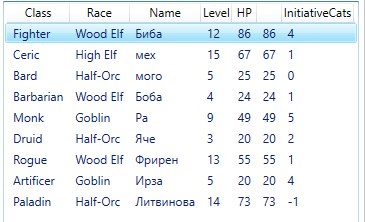 Class Race Name Level HP InitiativeCats
Fighter Wood Elf Биба 12 86 86 4
Ceric High Elf мех 15 67 67 1
Bard Half-Orc мого 5 25 25 0
Barbarian Wood Elf Боба 4 24 24 1
Monk Goblin Ра 9 49 49 5
Druid Half-Orc Яче 3 20 20 2
Rogue Wood Elf Фрирен 13 55 55 1
Artificer Goblin Ирза 5 20 20 4
Paladin Half-Orc Литвинова 14 73 73 -1